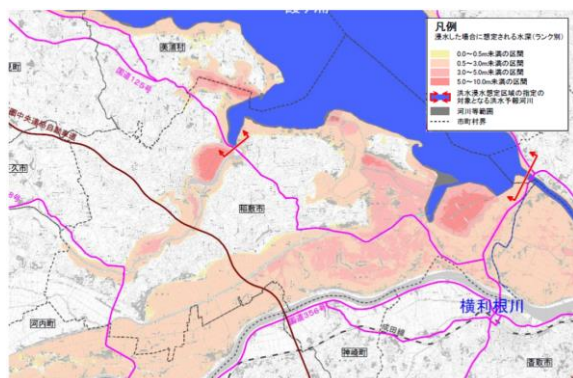 凡例
浸水した場合に想定される水深(ランク別)
0.0～0.5m未満の区間
0.5～3.0m未満の区間
3.0～5.0m未満の区間
5.0～10.0m未満の区間
洪水浸水想定区域の指定の
対象となる洪水予報河川
河川等範囲
市町村界
美浦村
国道125号
稲敷市
河内町
国道356号
横利根川
成田線
神崎町
香取市